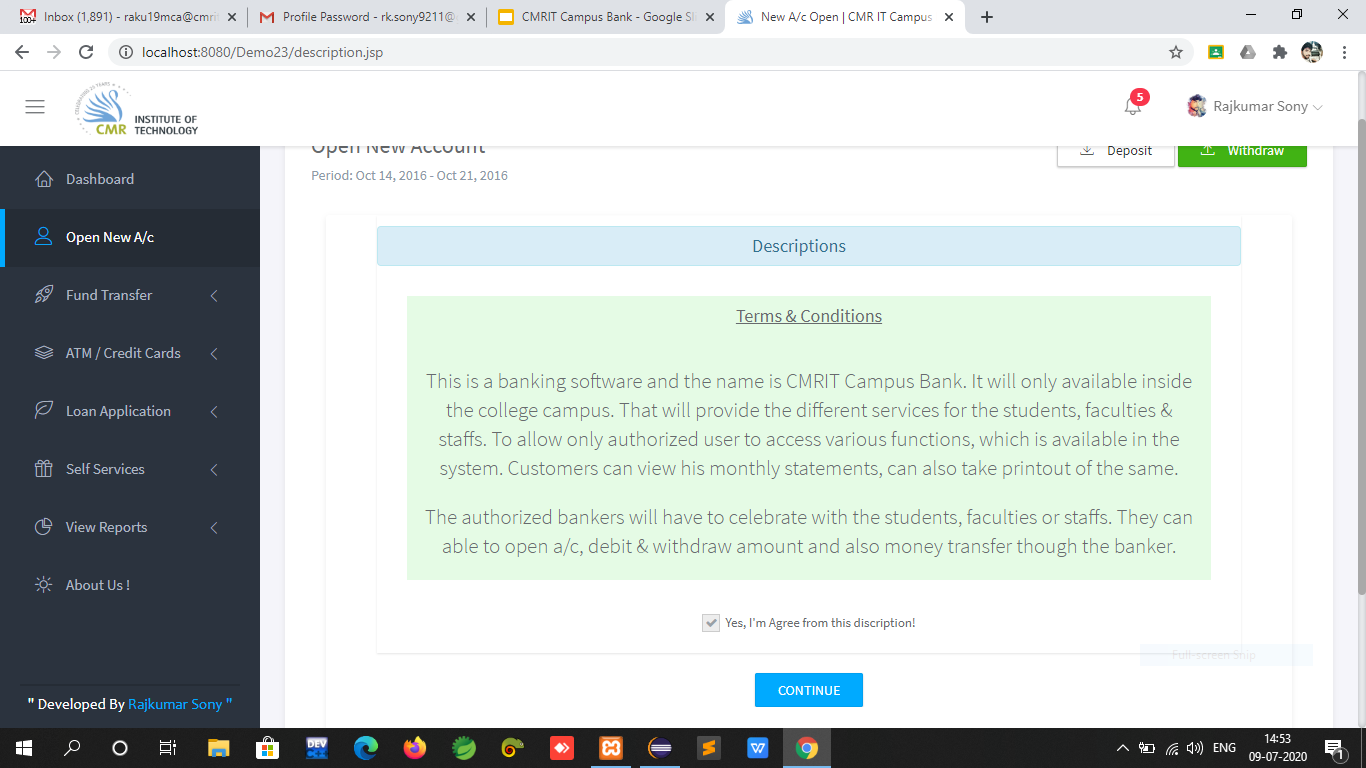 Inbox (1,891) - raku19mca@cmri
Profile Password - rk.sony9211@
CMRIT Campus Bank - Google Sli
New A/c Open | CMR IT Campus
localhost:8080/Demo23/description.jsp
CMR
INSTITUTE OF
TECHNOLOGY
5
Rajkumar Sony
Dashboard
Open New A/c
Fund Transfer
ATM / Credit Cards
Loan Application
Self Services
View Reports
About Us !
" Developed By Rajkumar Sony "
Open New Account
Period: Oct 14, 2016 - Oct 21, 2016
Deposit
Withdraw
Descriptions
Terms & Conditions
This is a banking software and the name is CMRIT Campus Bank. It will only available inside
the college campus. That will provide the different services for the students, faculties &
staffs. To allow only authorized user to access various functions, which is available in the
system. Customers can view his monthly statements, can also take printout of the same.
The authorized bankers will have to celebrate with the students, faculties or staffs. They can
able to open a/c, debit & withdraw amount and also money transfer though the banker.
Yes, I'm Agree from this discription!
Full-screen Snip
CONTINUE
DEV
ENG
14:53
09-07-2020
1